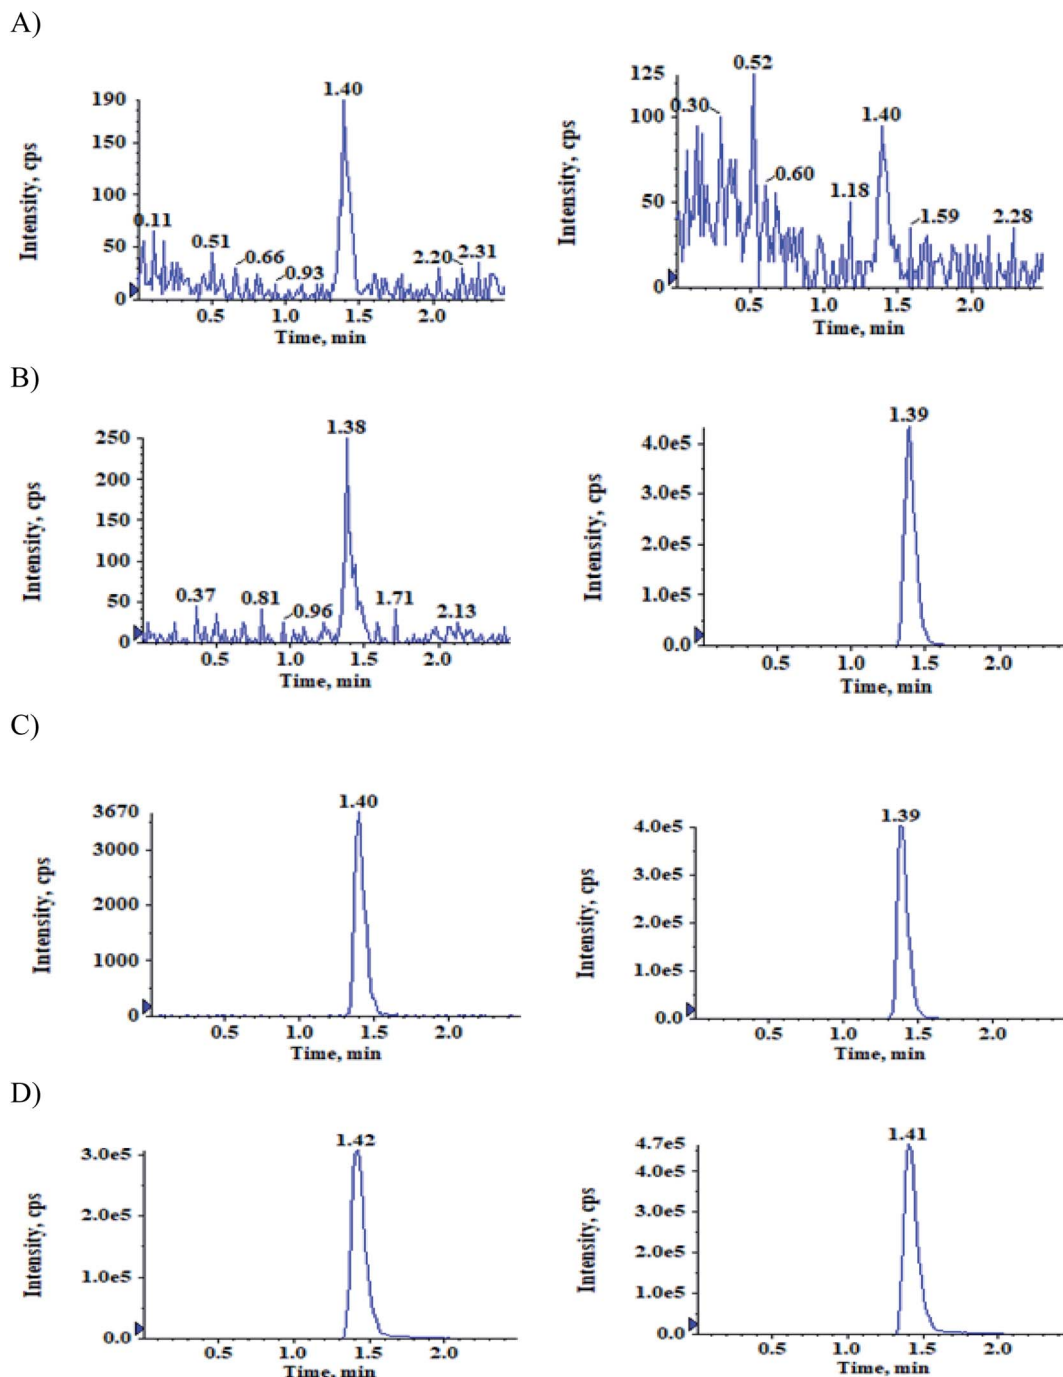 A)
190
150
100
50
0
Intensity, cps
1.40
0.11
0.51
0.66
0.93
2.20
2.31
0.5 1.0 1.5 2.0
Time, min
125
100
50
0
Intensity, cps
0.30
0.52
0.60
1.18
1.40
1.59
2.28
0.5 1.0 1.5 2.0
Time, min
B)
250
200
150
100
50
0
Intensity, cps
1.38
0.37
0.81
0.96
1.71
2.13
0.5 1.0 1.5 2.0
Time, min
4.0e5
3.0e5
2.0e5
1.0e5
0.0
Intensity, cps
1.39
0.5 1.0 1.5 2.0
Time, min
C)
3670
3000
2000
1000
0
Intensity, cps
1.40
0.5 1.0 1.5 2.0
Time, min
4.0e5
3.0e5
2.0e5
1.0e5
0.0
Intensity, cps
1.39
0.5 1.0 1.5 2.0
Time, min
D)
3.0e5
2.0e5
1.0e5
0.0
Intensity, cps
1.42
0.5 1.0 1.5 2.0
Time, min
4.7e5
4.0e5
3.0e5
2.0e5
1.0e5
0.0
Intensity, cps
1.41
0.5 1.0 1.5 2.0
Time, min